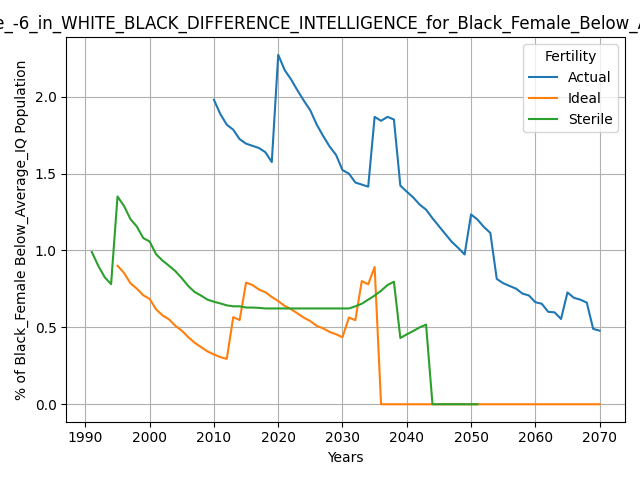 e_-6_in_WHITE_BLACK_DIFFERENCE_INTELLIGENCE_for_Black_Female_Below_A
% of Black_Female Below_Average_IQ Population
2.0
1.5
1.0
0.5
0.0
Fertility
Actual
Ideal
Sterile
1990 2000 2010 2020 2030 2040 2050 2060 2070
Years